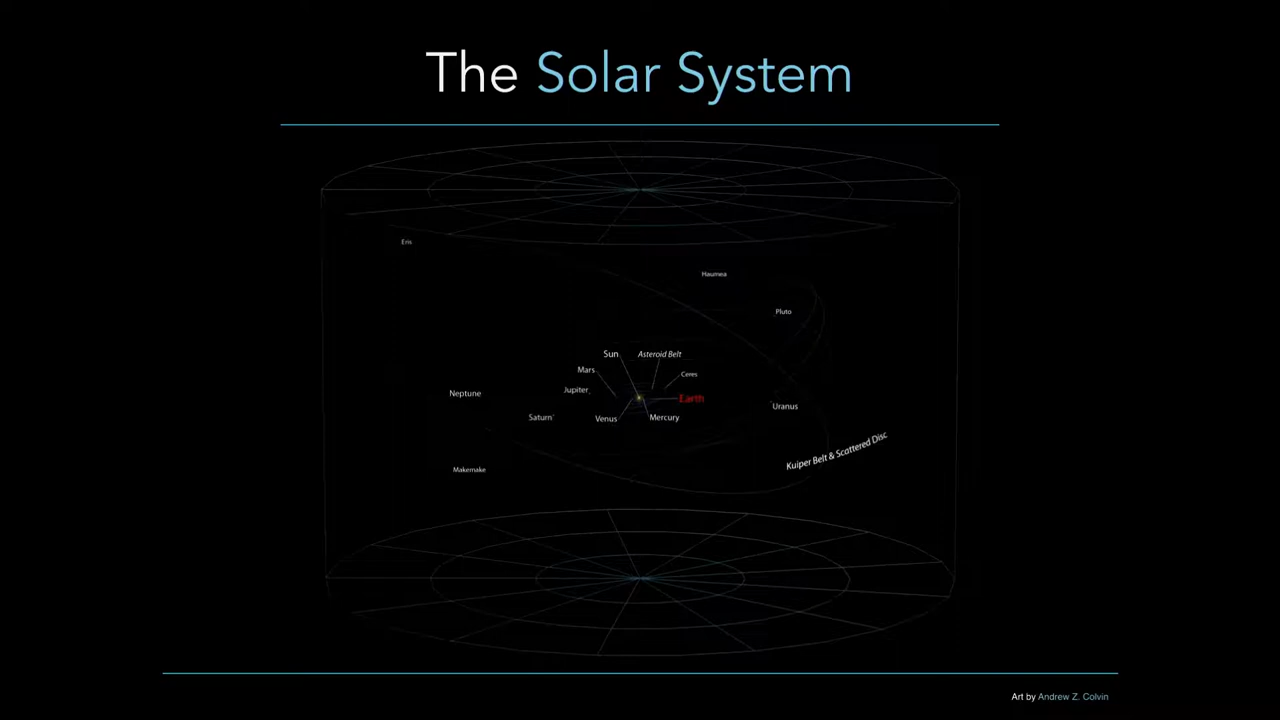 The Solar System
Eris
Haumea
Pluto
Sun
Asteroid Belt
Mars
Ceres
Jupiter
Neptune
Earth
Uranus
Saturn
Venus
Mercury
Kuiper Belt & Scattered Disc
Makemake
Art by Andrew Z. Colvin